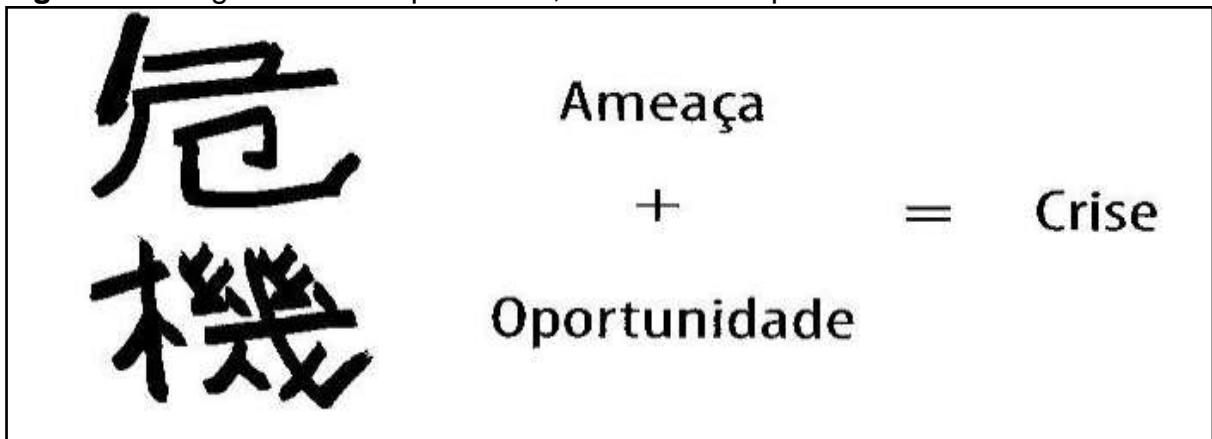 危
機
Ameaça
+
= Crise
Oportunidade